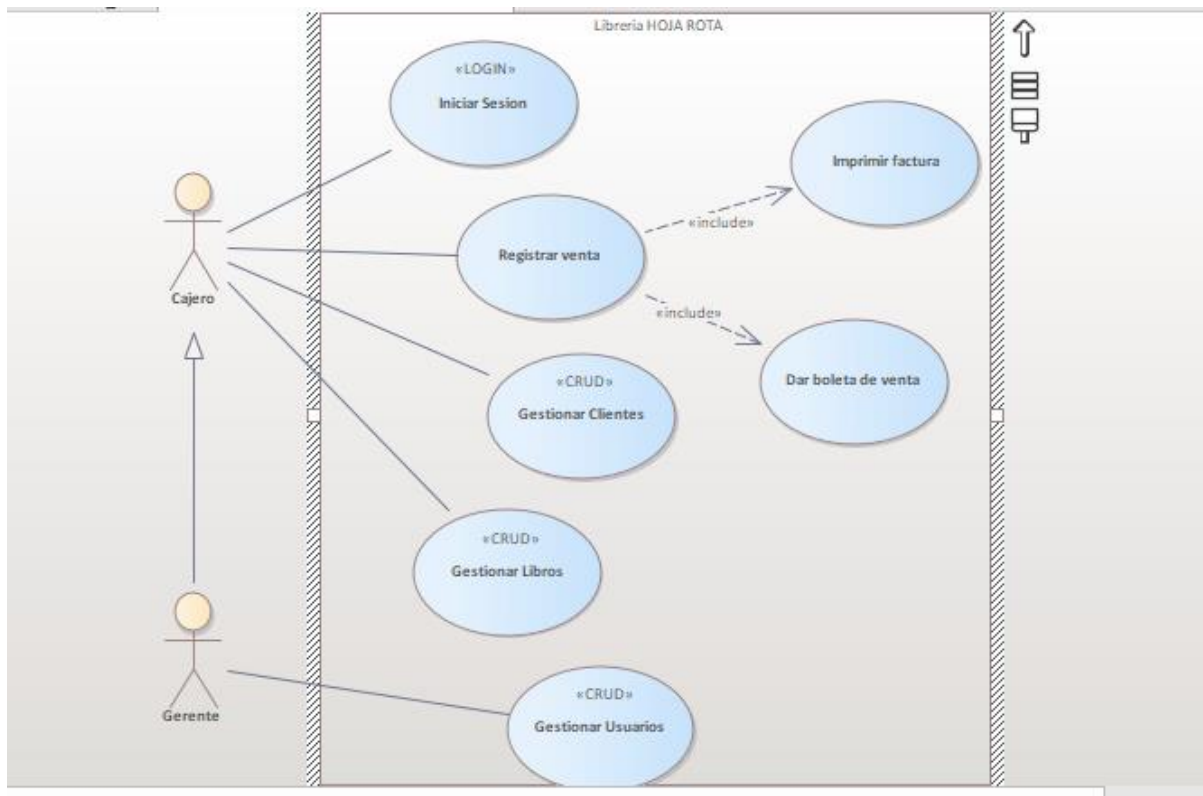 Libreria HOJA ROTA
«LOGIN»
Iniciar Sesion
Imprimir factura
«include»
Registrar venta
Cajero
«include»
Dar boleta de venta
«CRUD»
Gestionar Clientes
«CRUD»
Gestionar Libros
Gerente
«CRUD»
Gestionar Usuarios